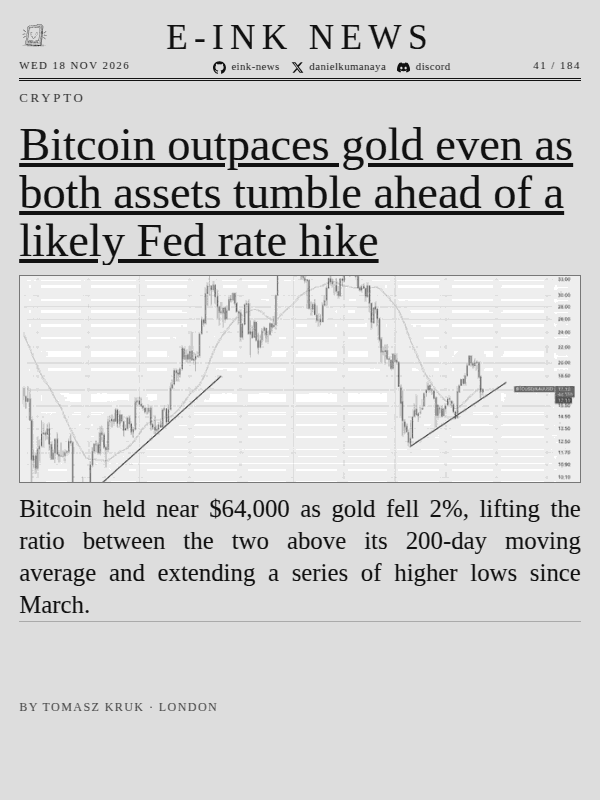 E-INK NEWS
WED 18 NOV 2026
eink-news danielkumanaya discord
41 / 184
CRYPTO
Bitcoin outpaces gold even as
both assets tumble ahead of a
likely Fed rate hike
Bitcoin held near $64,000 as gold fell 2%, lifting the
ratio between the two above its 200-day moving
average and extending a series of higher lows since
March.
BY TOMASZ KRUK · LONDON